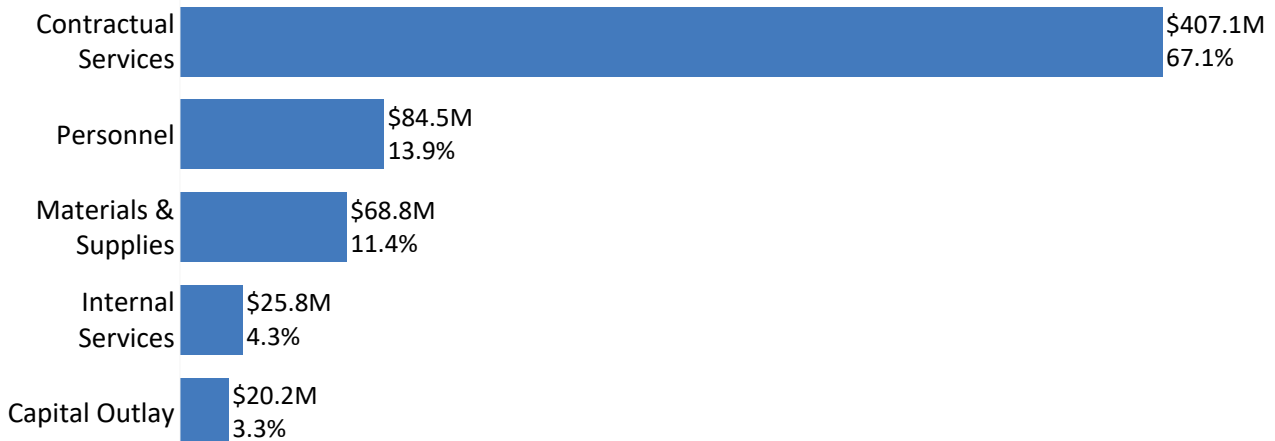 Contractual
Services
$407.1M
67.1%
Personnel
$84.5M
13.9%
Materials &
Supplies
$68.8M
11.4%
Internal
Services
$25.8M
4.3%
Capital Outlay
$20.2M
3.3%